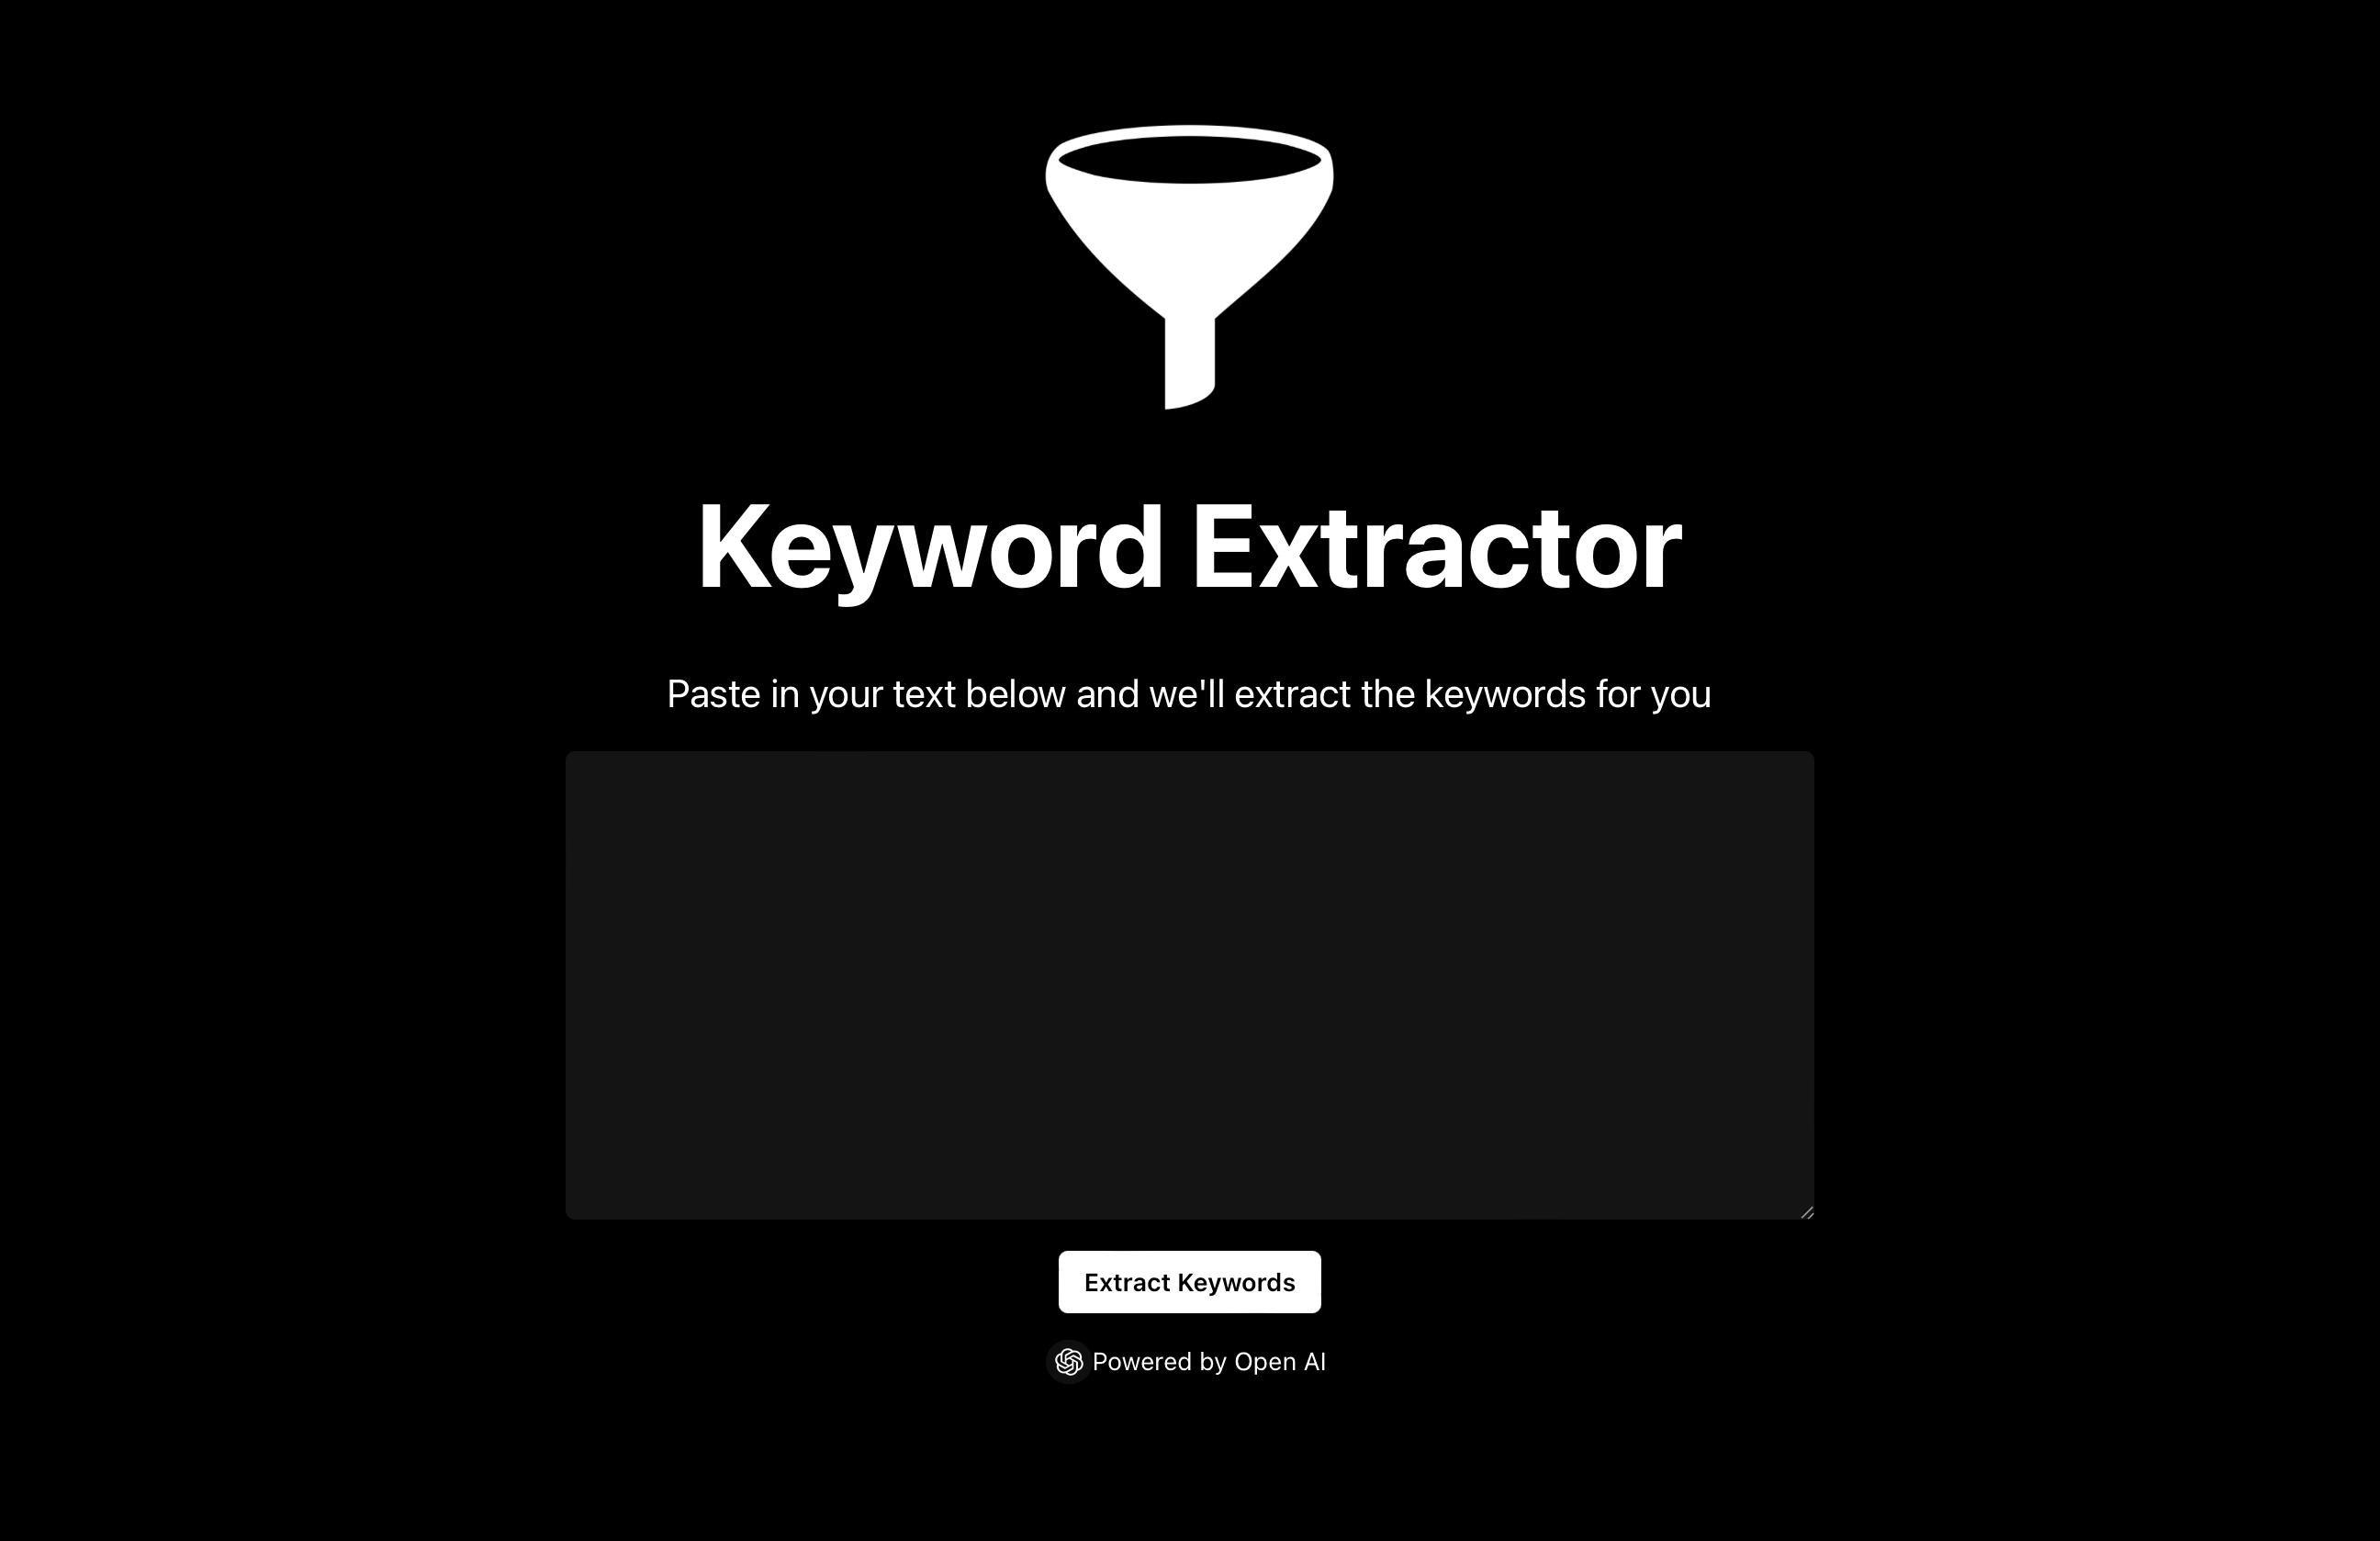 Keyword Extractor
Paste in your text below and we'll extract the keywords for you
Extract Keywords
Powered by Open AI